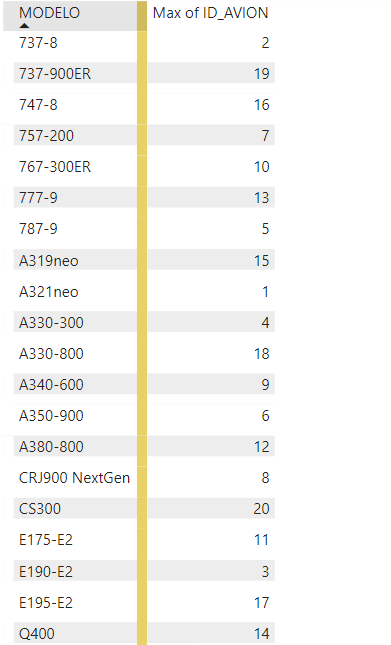 MODELO Max of ID_AVION
737-8 2
737-900ER 19
747-8 16
757-200 7
767-300ER 10
777-9 13
787-9 5
A319neo 15
A321neo 1
A330-300 4
A330-800 18
A340-600 9
A350-900 6
A380-800 12
CRJ900 NextGen 8
CS300 20
E175-E2 11
E190-E2 3
E195-E2 17
Q400 14